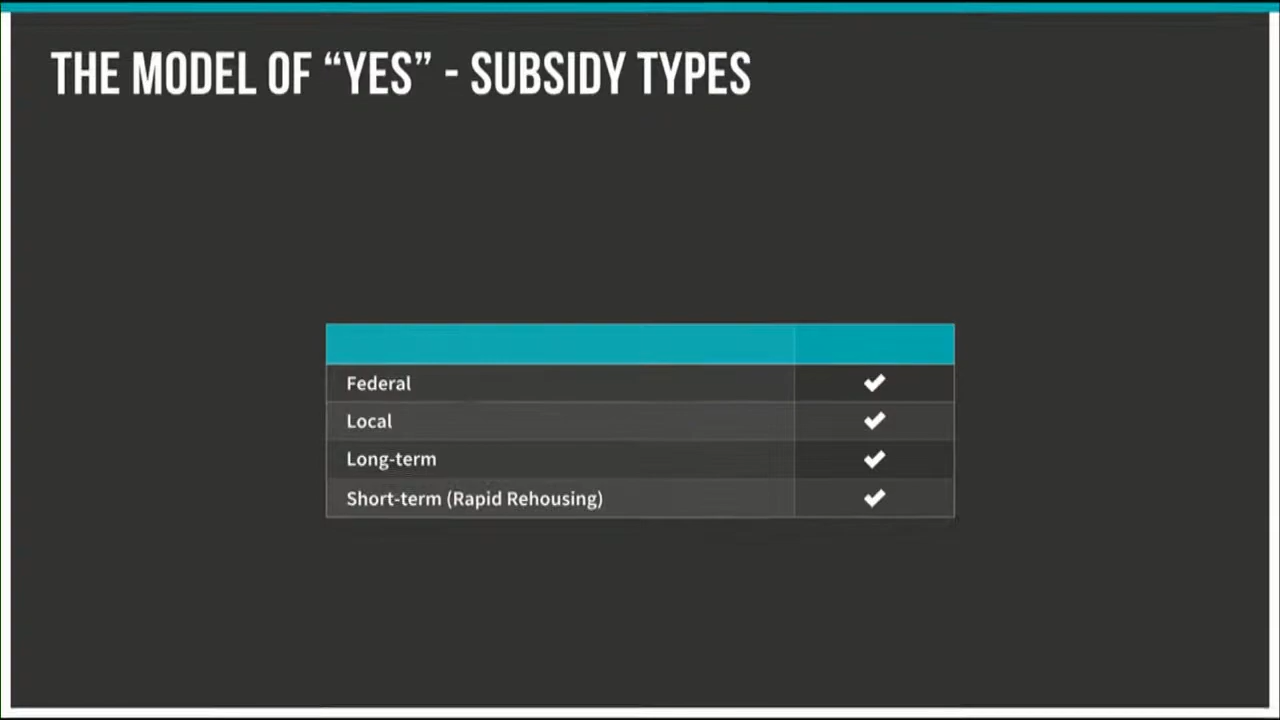 THE MODEL OF “YES” - SUBSIDY TYPES
Federal ✔
Local ✔
Long-term ✔
Short-term (Rapid Rehousing) ✔